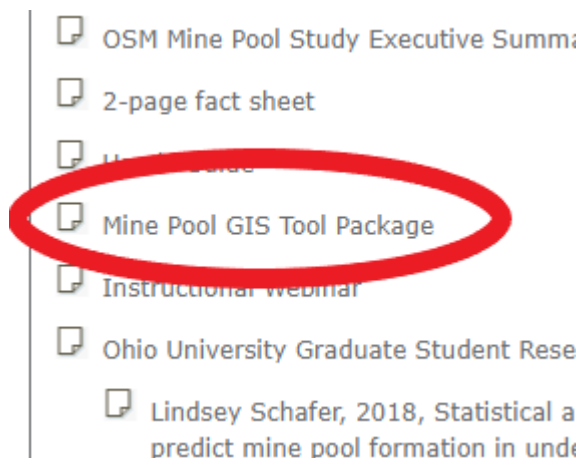 OSM Mine Pool Study Executive Summa
2-page fact sheet
Guide
Mine Pool GIS Tool Package
Instructional Webinar
Ohio University Graduate Student Rese
Lindsey Schafer, 2018, Statistical a
predict mine pool formation in unde